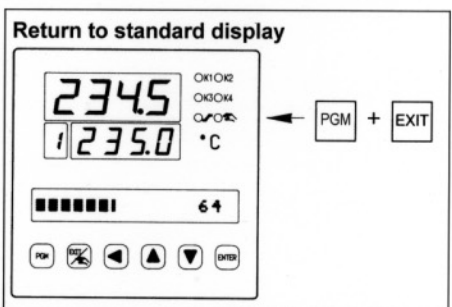 Return to standard display
234.5
OK1OK2
OK3OK4
1 235.0 °C
PGM + EXIT
64
PGM EXIT ENTER